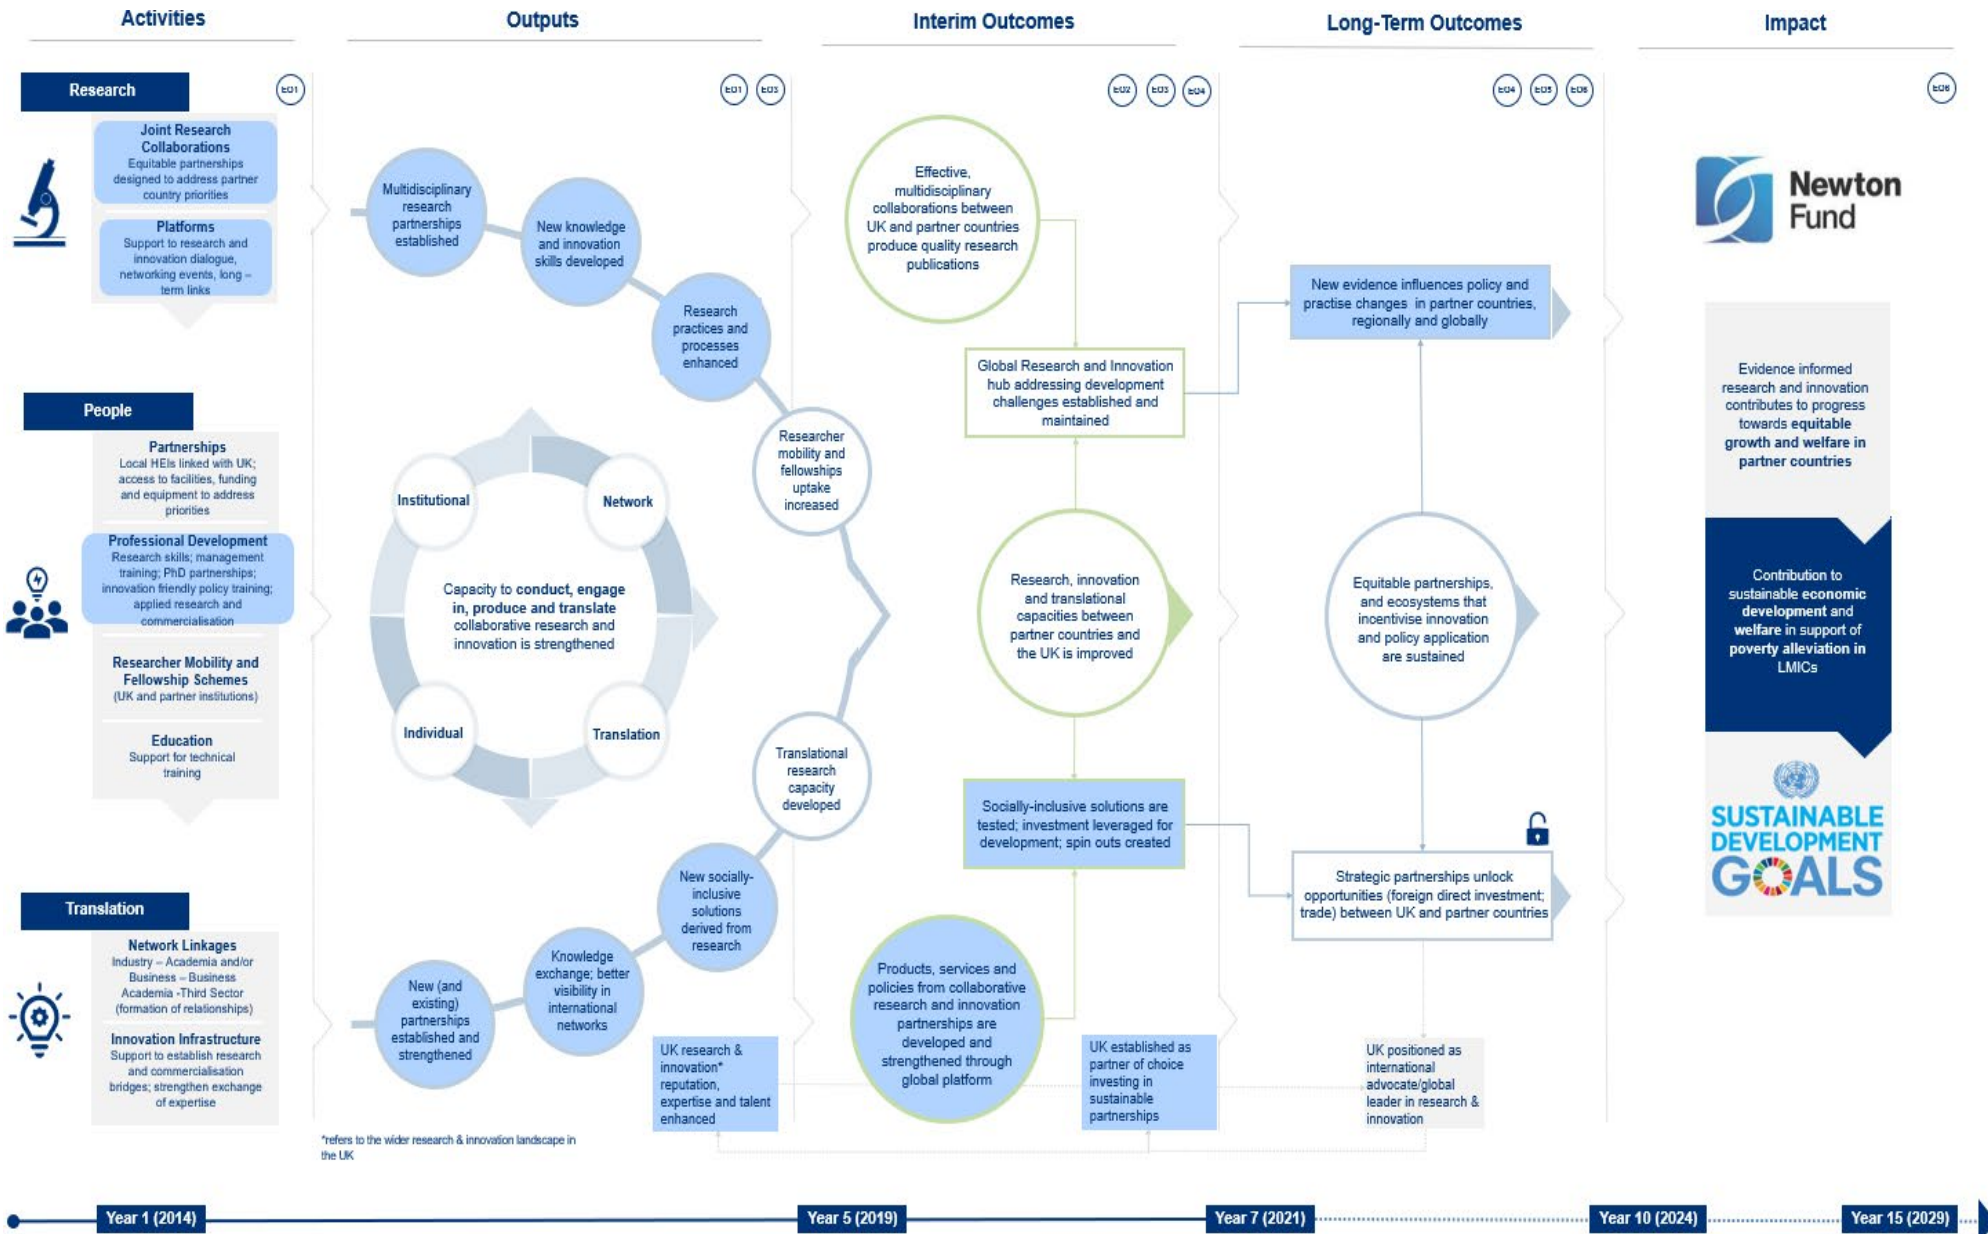 Activities
Outputs
Interim Outcomes
Long-Term Outcomes
Impact
EO1
EO1
EO3
EO2
EO3
EO4
EO4
EO5
EO6
EO6
Research
Joint Research
Collaborations
Equitable partnerships
designed to address partner
country priorities
Platforms
Support to research and
innovation dialogue,
networking events, long –
term links
People
Partnerships
Local HEIs linked with UK;
access to facilities, funding
and equipment to address
priorities
Professional Development
Research skills; management
training; PhD partnerships;
innovation friendly policy training;
applied research and
commercialisation
Researcher Mobility and
Fellowship Schemes
(UK and partner institutions)
Education
Support for technical
training
Translation
Network Linkages
Industry – Academia and/or
Business – Business
Academia -Third Sector
(formation of relationships)
Innovation Infrastructure
Support to establish research
and commercialisation
bridges; strengthen exchange
of expertise
Multidisciplinary
research
partnerships
established
New knowledge
and innovation
skills developed
Research
practices and
processes
enhanced
Researcher
mobility and
fellowships
uptake
increased
Institutional
Network
Capacity to conduct, engage
in, produce and translate
collaborative research and
innovation is strengthened
Individual
Translation
Translational
research
capacity
developed
New socially-
inclusive
solutions
derived from
research
Knowledge
exchange; better
visibility in
international
networks
New (and
existing)
partnerships
established and
strengthened
UK research &
innovation*
reputation,
expertise and talent
enhanced
*refers to the wider research & innovation landscape in
the UK
Effective,
multidisciplinary
collaborations between
UK and partner countries
produce quality research
publications
Global Research and Innovation
hub addressing development
challenges established and
maintained
Research, innovation
and translational
capacities between
partner countries and
the UK is improved
Socially-inclusive solutions are
tested; investment leveraged for
development; spin outs created
Products, services and
policies from collaborative
research and innovation
partnerships are
developed and
strengthened through
global platform
UK established as
partner of choice
investing in
sustainable
partnerships
New evidence influences policy and
practise changes in partner countries,
regionally and globally
Equitable partnerships,
and ecosystems that
incentivise innovation
and policy application
are sustained
Strategic partnerships unlock
opportunities (foreign direct investment;
trade) between UK and partner countries
UK positioned as
international
advocate/global
leader in research &
innovation
Newton
Fund
Evidence informed
research and innovation
contributes to progress
towards equitable
growth and welfare in
partner countries
Contribution to
sustainable economic
development and
welfare in support of
poverty alleviation in
LMICs
SUSTAINABLE
DEVELOPMENT
GOALS
Year 1 (2014)
Year 5 (2019)
Year 7 (2021)
Year 10 (2024)
Year 15 (2029)